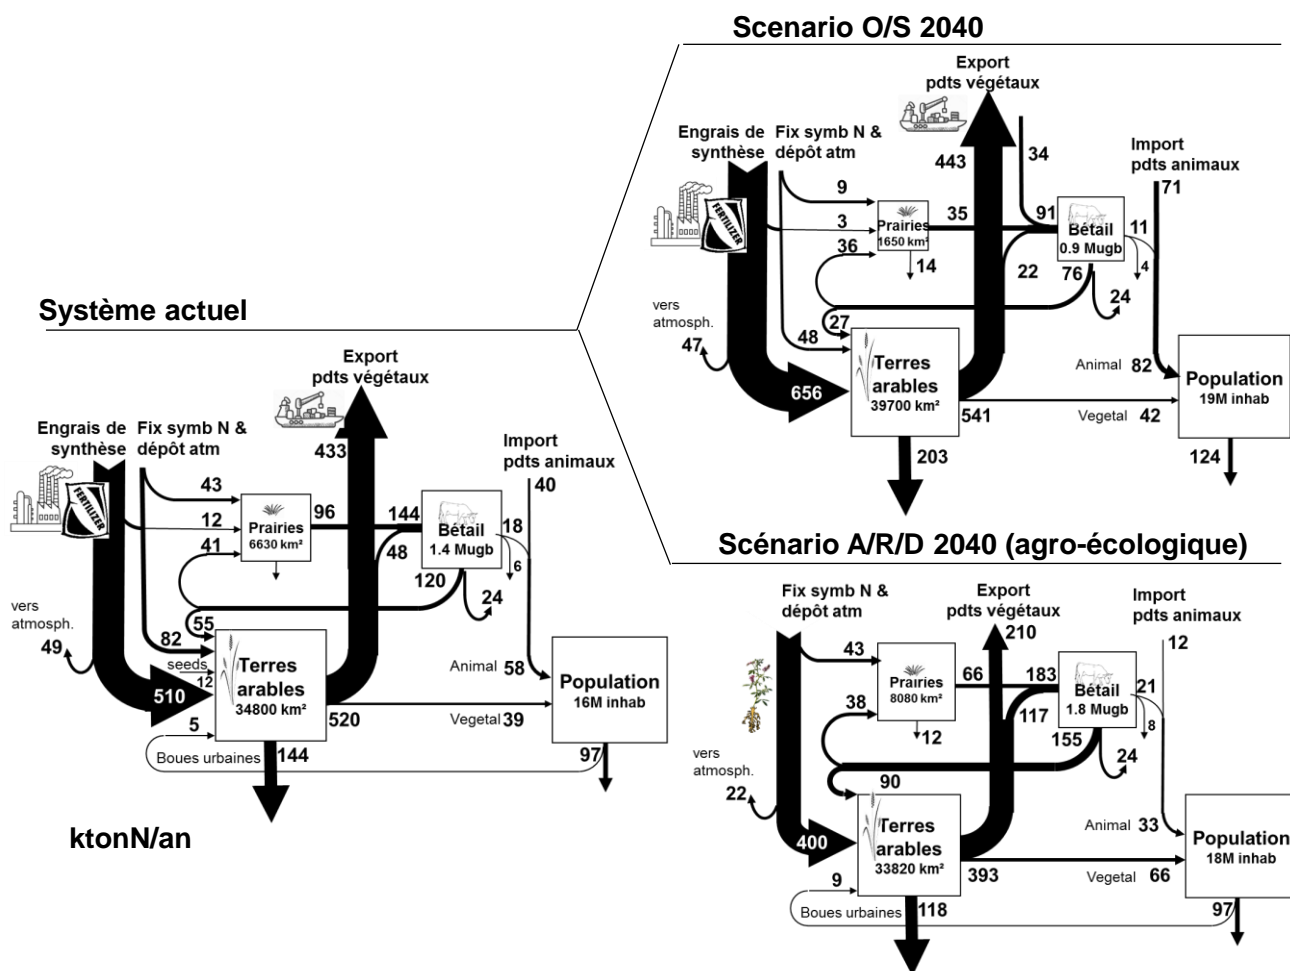 Scenario O/S 2040
Export
pdts végétaux
Engrais de
synthèse
Fix symb N &
dépôt atm
Import
pdts animaux
443
34
71
9
3
36
FERTILIZER
Prairies
1650 km²
35
14
91
Bétail
0.9 Mugb
11
4
22
76
24
vers
atmosph.
47
27
48
656
Terres
arables
39700 km²
541
203
Animal 82
Vegetal 42
Population
19M inhab
124
Système actuel
Export
pdts végétaux
Engrais de
synthèse
Fix symb N &
dépôt atm
Import
pdts animaux
433
40
43
12
41
FERTILIZER
Prairies
6630 km²
96
144
Bétail
1.4 Mugb
18
6
48
120
24
vers
atmosph.
49
55
82
seeds
12
510
5
Terres
arables
34800 km²
520
144
Boues urbaines
Animal 58
Vegetal 39
Population
16M inhab
97
ktonN/an
Scénario A/R/D 2040 (agro-écologique)
Fix symb N &
dépôt atm
Export
pdts végétaux
Import
pdts animaux
210
12
43
38
Prairies
8080 km²
66
12
183
Bétail
1.8 Mugb
21
8
117
155
24
vers
atmosph.
22
90
400
9
Terres
arables
33820 km²
393
118
Boues urbaines
Animal 33
Vegetal 66
Population
18M inhab
97